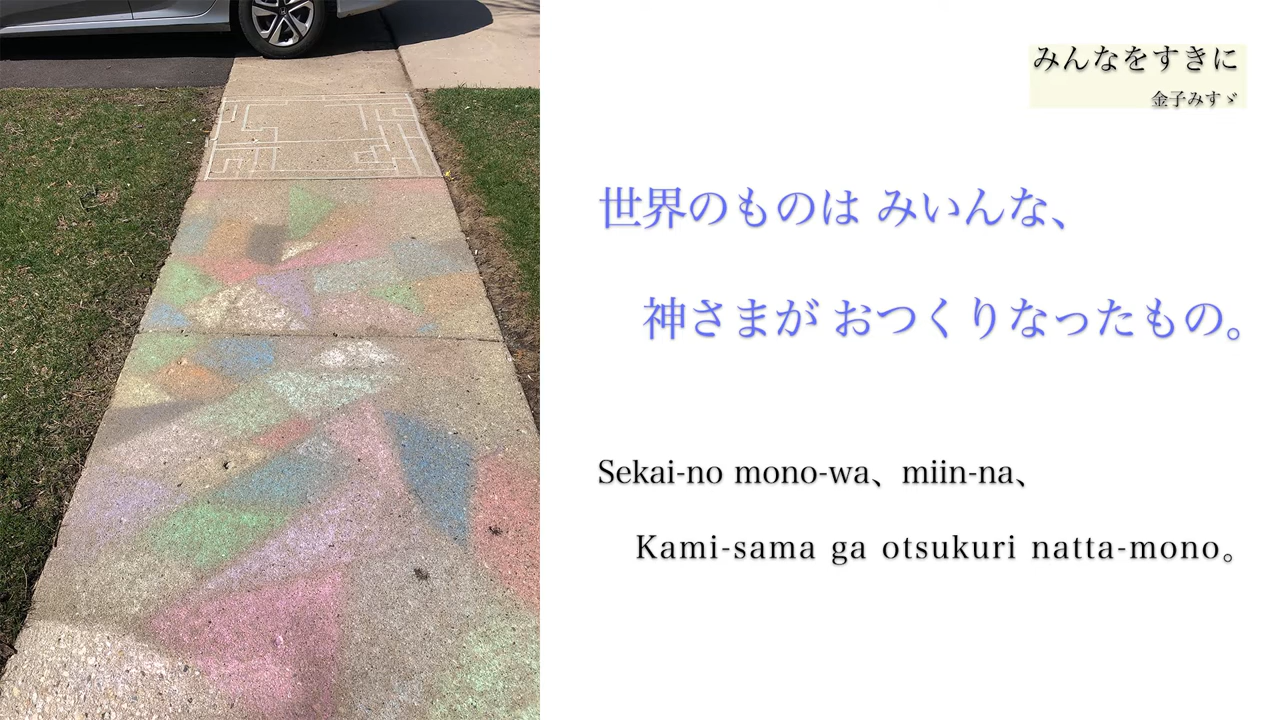 みんなをすきに
金子みすゞ
世界のものは みいんな、
神さまが おつくりなったもの。
Sekai-no mono-wa、miin-na、
Kami-sama ga otsukuri natta-mono。